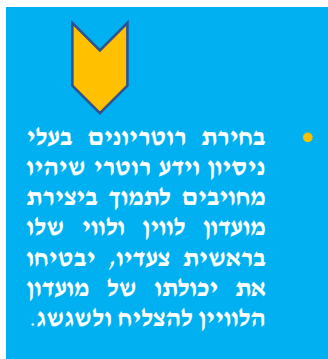 • בחירת רוטריונים בעלי
ניסיון וידע רוטרי שיהיו
מחויבים לתמוך ביצירת
מועדון לווין ולווי שלו
בראשית צעדיו, יבטיחו
את יכולתו של מועדון
הלוויין להצליח ולשגשג.